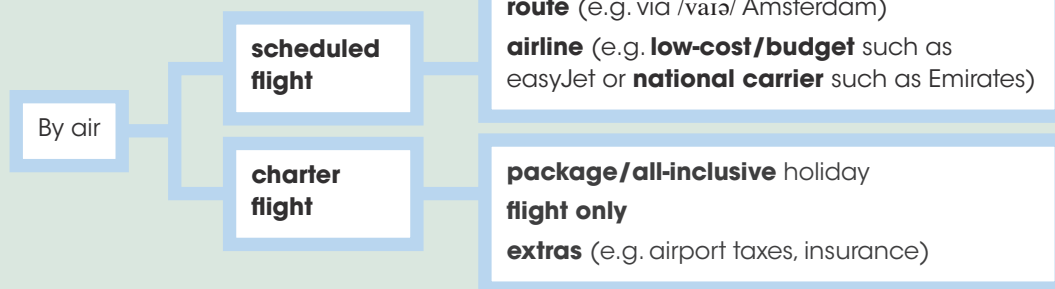 By air
scheduled
flight
route (e.g. via /vaɪə/ Amsterdam)
airline (e.g. low-cost/budget such as
easyJet or national carrier such as Emirates)
charter
flight
package/all-inclusive holiday
flight only
extras (e.g. airport taxes, insurance)